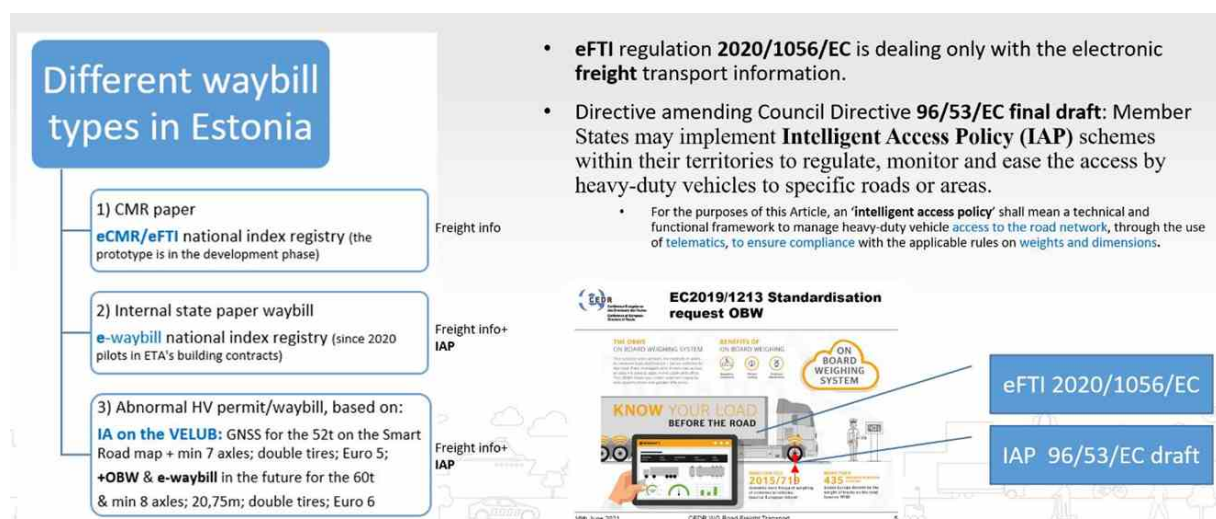 Different waybill
types in Estonia
1) CMR paper
eCMR/eFTI national index registry (the
prototype is in the development phase)
Freight info
2) Internal state paper waybill
e-waybill national index registry (since 2020
pilots in ETA's building contracts)
Freight info+
IAP
3) Abnormal HV permit/waybill, based on:
IA on the VELUB: GNSS for the 52t on the Smart
Road map + min 7 axles; double tires; Euro 5;
+OBW & e-waybill in the future for the 60t
& min 8 axles; 20,75m; double tires; Euro 6
Freight info+
IAP
• eFTI regulation 2020/1056/EC is dealing only with the electronic
freight transport information.
• Directive amending Council Directive 96/53/EC final draft: Member
States may implement Intelligent Access Policy (IAP) schemes
within their territories to regulate, monitor and ease the access by
heavy-duty vehicles to specific roads or areas.
• For the purposes of this Article, an 'intelligent access policy' shall mean a technical and
functional framework to manage heavy-duty vehicle access to the road network, through the use
of telematics, to ensure compliance with the applicable rules on weights and dimensions.
CEDR
EC2019/1213 Standardisation
request OBW
ON BOARD WEIGHING SYSTEM
BENEFITS OF
ON BOARD WEIGHING
ON
BOARD
WEIGHING
SYSTEM
KNOW YOUR LOAD
BEFORE THE ROAD
2015/719
435
eFTI 2020/1056/EC
IAP 96/53/EC draft